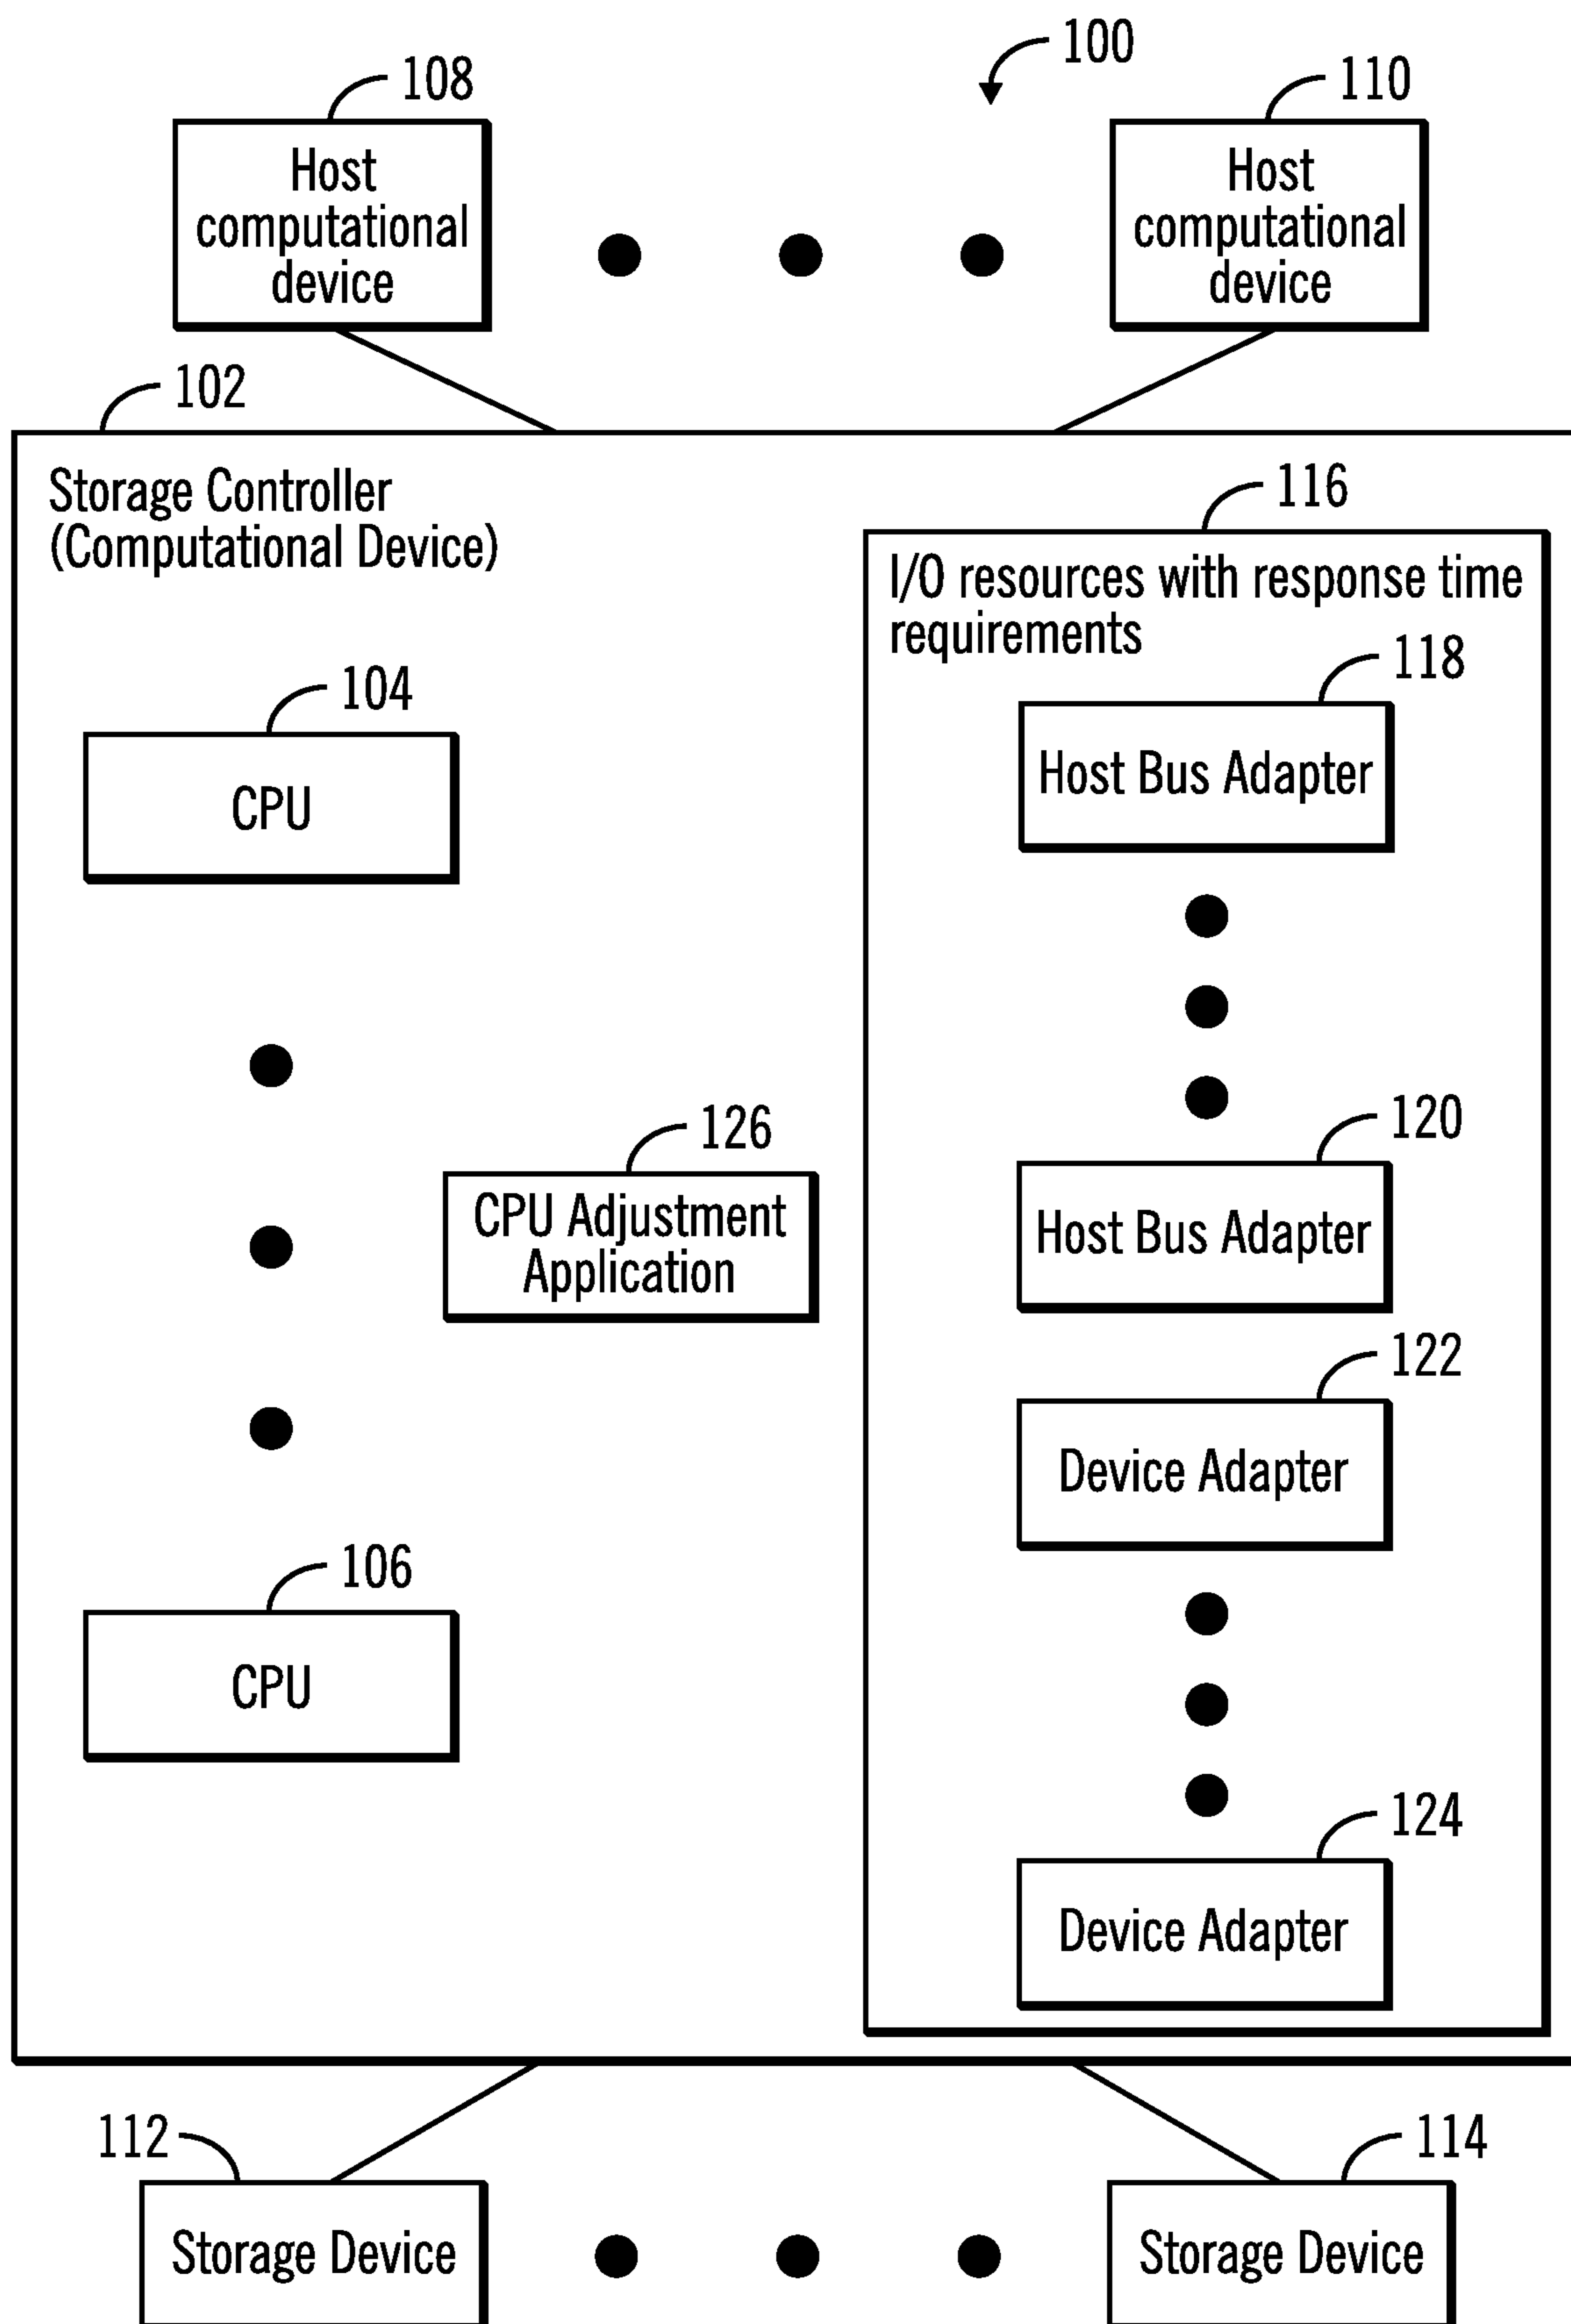 100
108
110
Host
computational
device
Host
computational
device
102
Storage Controller
(Computational Device)
116
I/O resources with response time
requirements
104
CPU
118
Host Bus Adapter
126
CPU Adjustment
Application
120
Host Bus Adapter
122
Device Adapter
106
CPU
124
Device Adapter
112
Storage Device
114
Storage Device